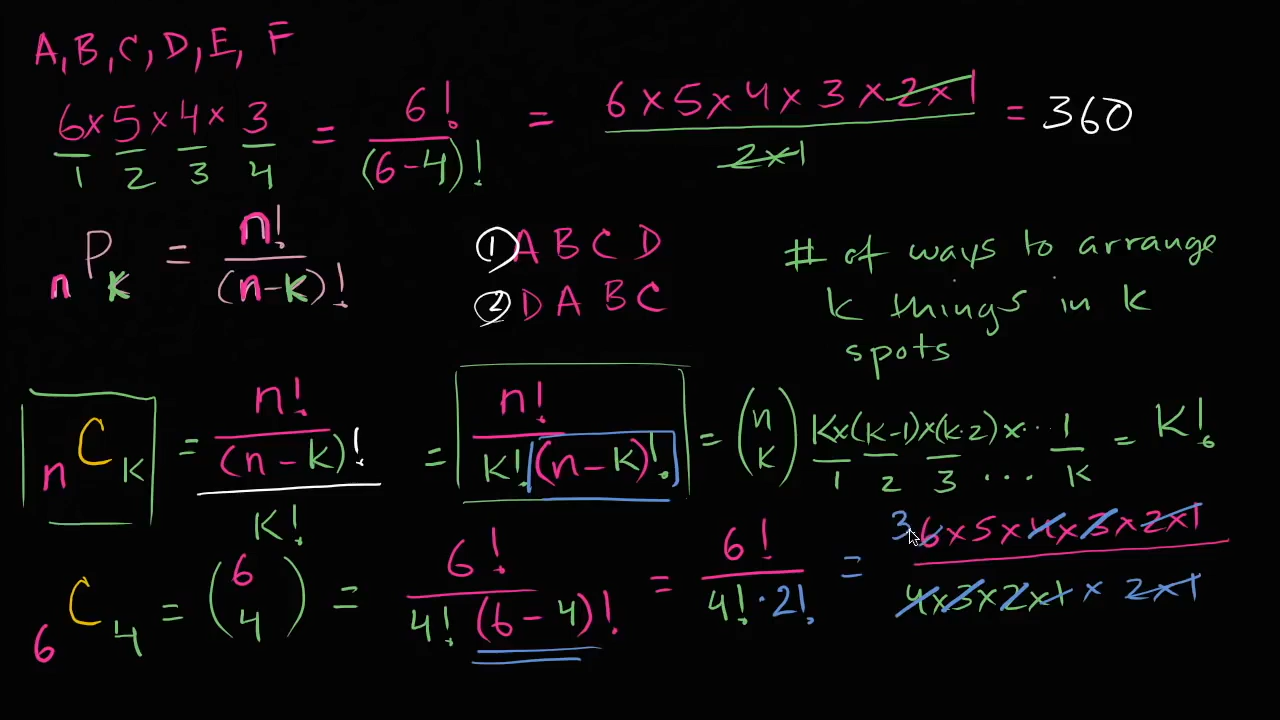 A, B, C, D, E, F
6 × 5 × 4 × 3 = 6! / (6-4)! = 6 × 5 × 4 × 3 × 2 × 1 / 2×1 = 360
1 2 3 4
n P k = n! / (n-k)!
① A B C D
② D A B C
# of ways to arrange
k things in k
spots
n C k = n! / (n-k)! / k! = n! / k!(n-k)! = (n k)
k×(k-1)×(k-2)×··· 1 = k!
1 2 3 ··· k
6 C 4 = (6 4) = 6! / 4! (6-4)! = 6! / 4! · 2! = 3 6×5×4×3×2×1 / 4×3×2×1 × 2×1